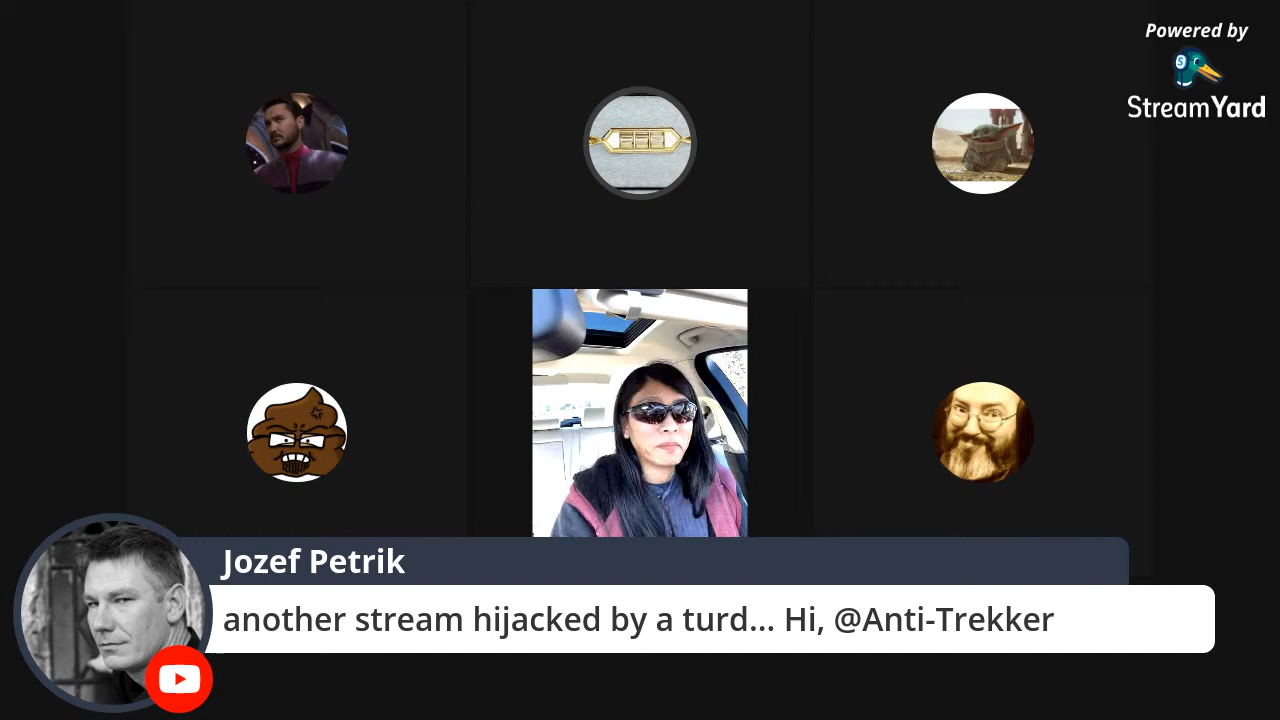 Powered by
StreamYard
Jozef Petrik
another stream hijacked by a turd... Hi, @Anti-Trekker